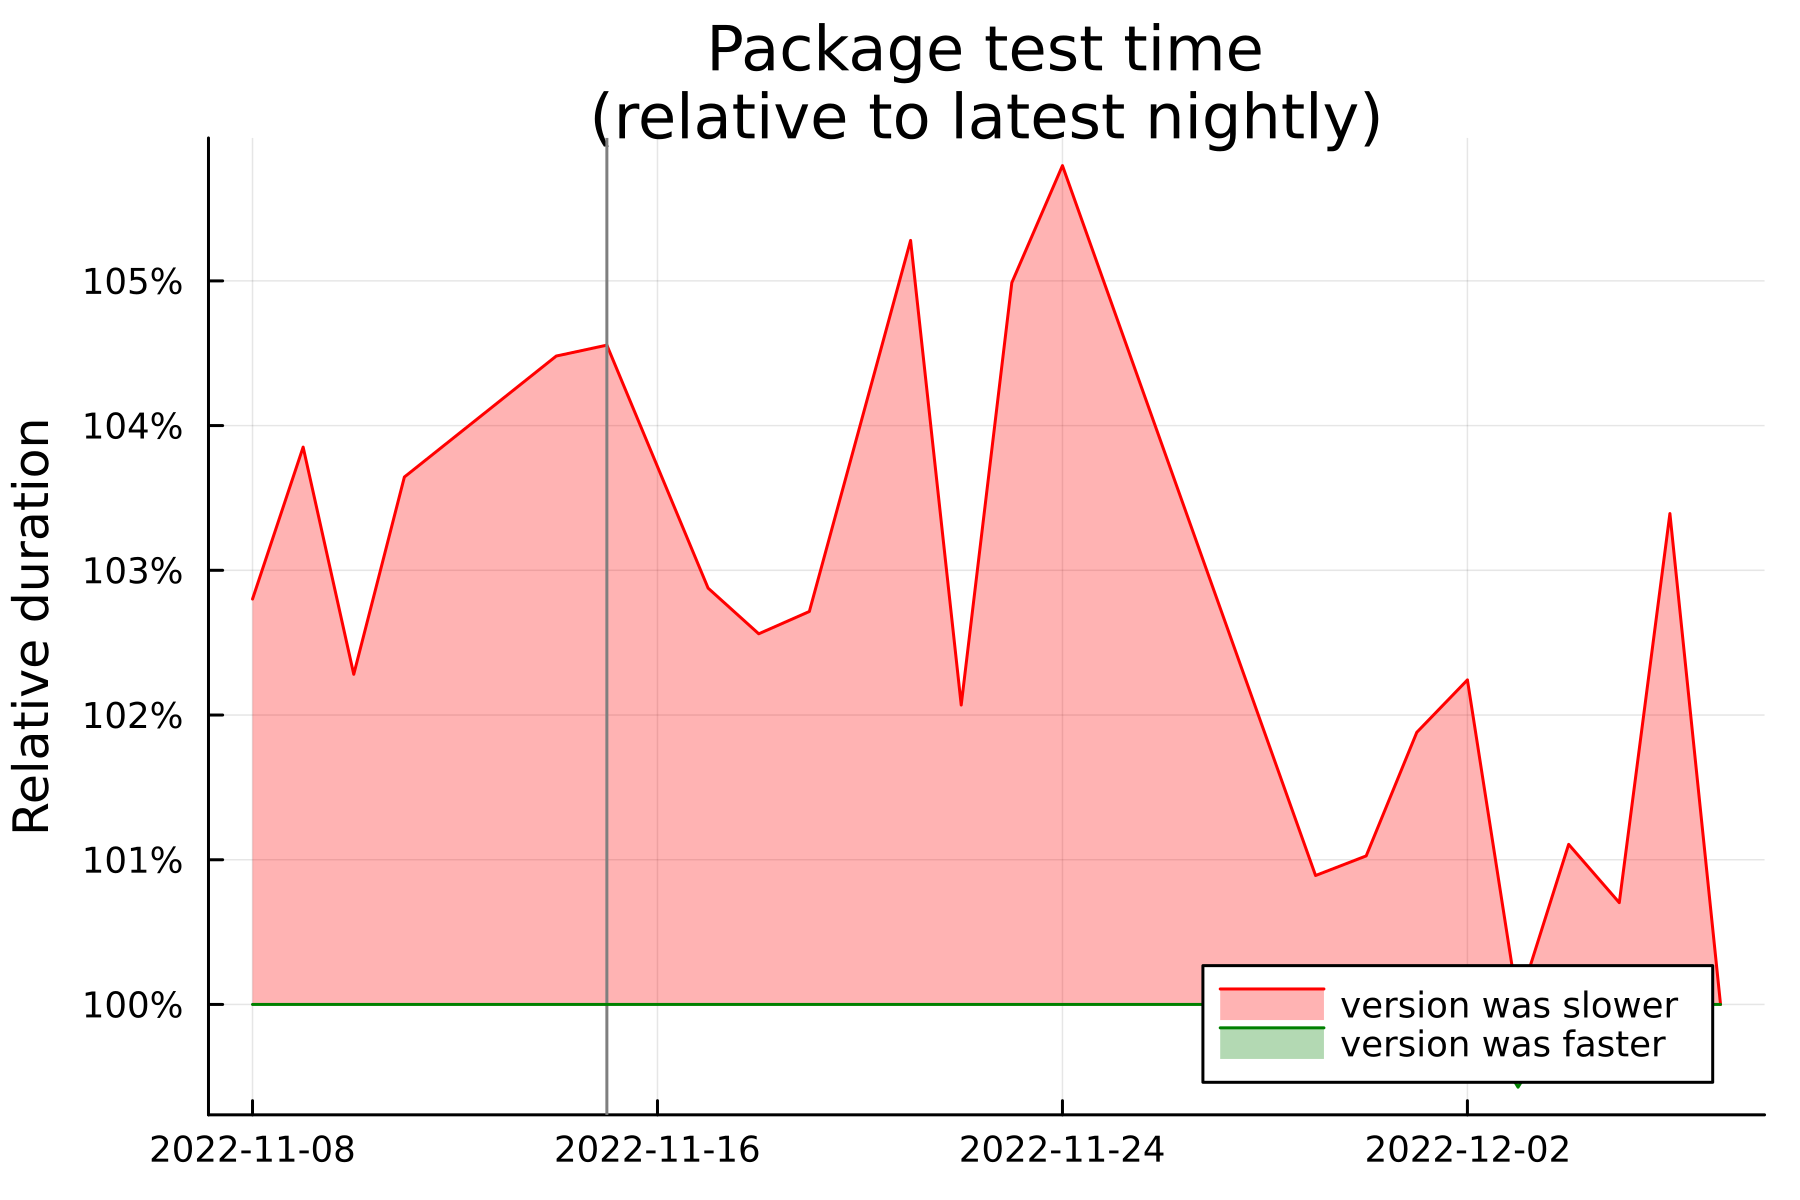 Package test time
(relative to latest nightly)
Relative duration
105%
104%
103%
102%
101%
100%
version was slower
version was faster
2022-11-08
2022-11-16
2022-11-24
2022-12-02